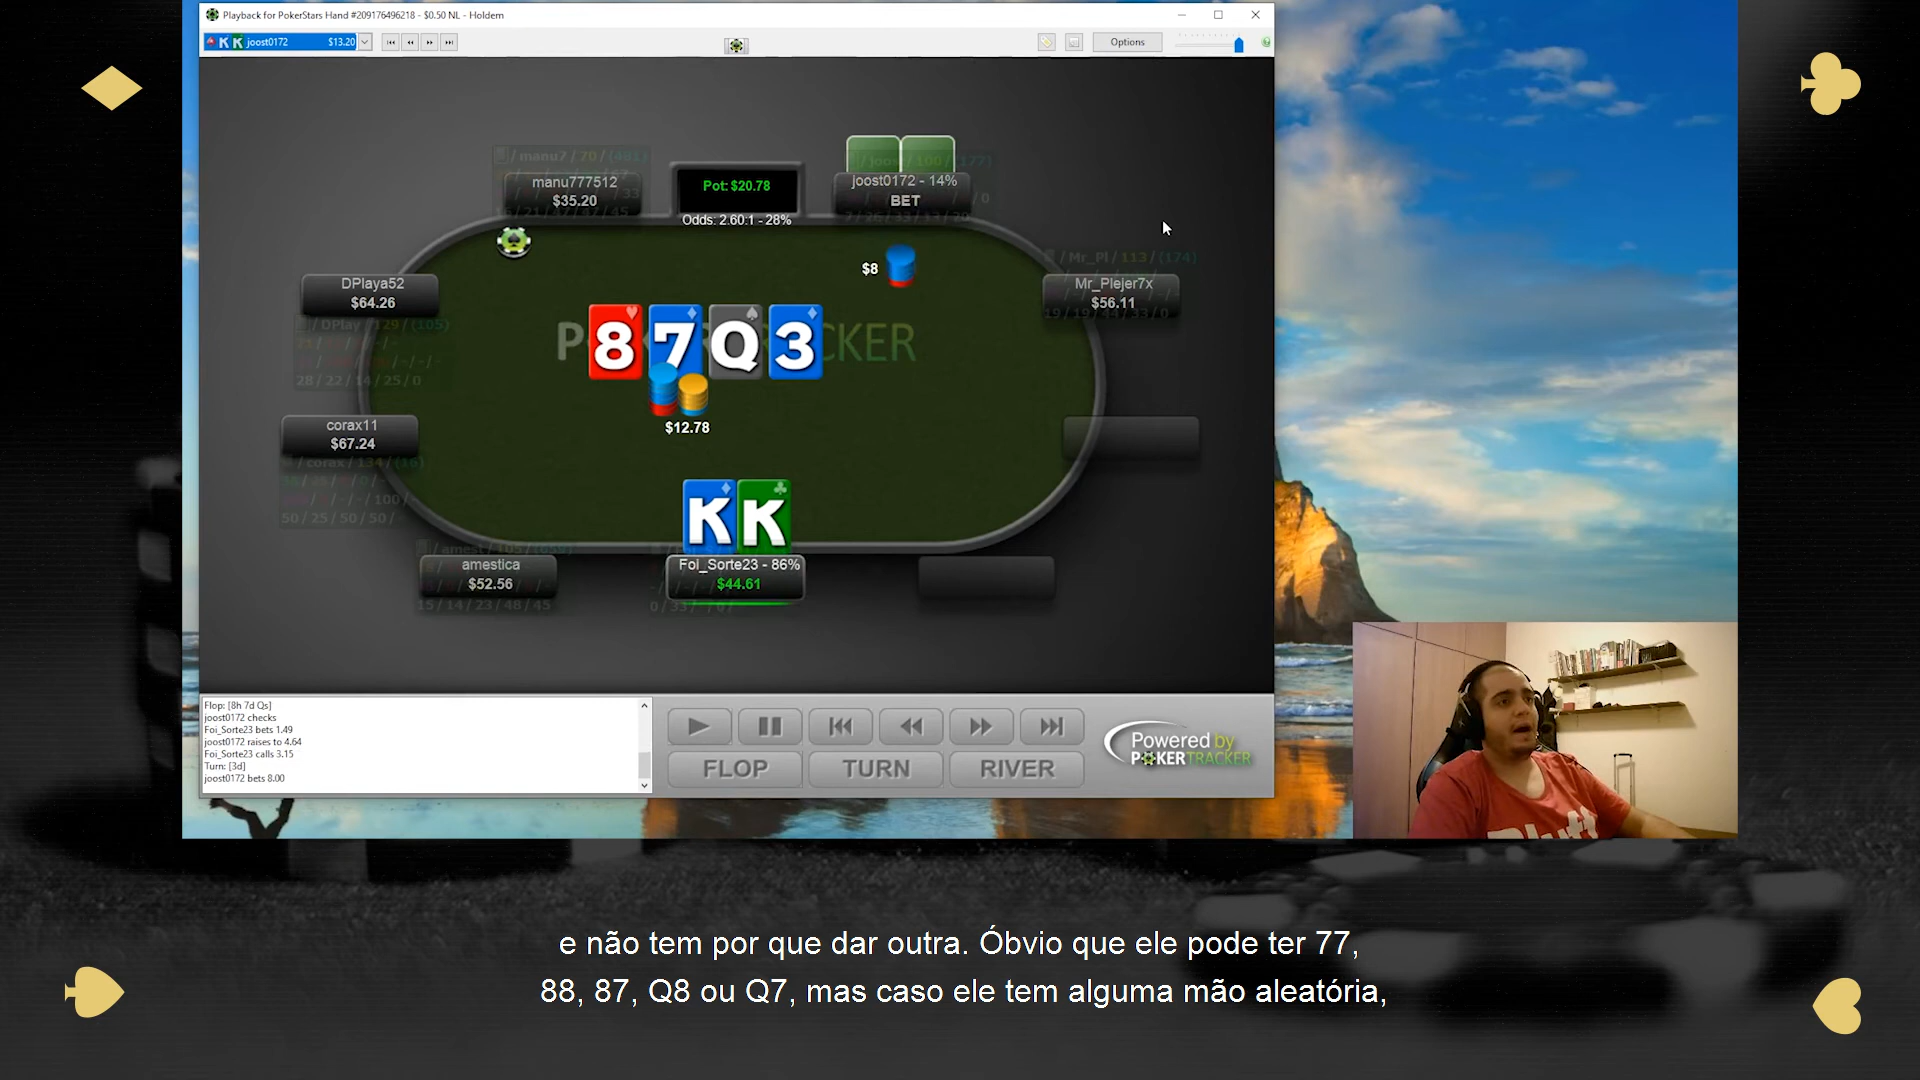 Playback for PokerStars Hand #209176496218 - $0.50 NL - Holdem
K K joost0172 $13.20
Options
manu777512
$35.20
Pot: $20.78
Odds: 2.60:1 - 28%
joost0172 - 14%
BET
$8
DPlaya52
$64.26
Mr_Plejer7x
$56.11
8 7 Q 3
$12.78
corax11
$67.24
K K
amestica
$52.56
Foi_Sorte23 - 86%
$44.61
Flop: [8h 7d Qs]
joost0172 checks
Foi_Sorte23 bets 1.49
joost0172 raises to 4.64
Foi_Sorte23 calls 3.15
Turn: [3d]
joost0172 bets 8.00
FLOP TURN RIVER
Powered by
POKERTRACKER
e não tem por que dar outra. Óbvio que ele pode ter 77,
88, 87, Q8 ou Q7, mas caso ele tem alguma mão aleatória,